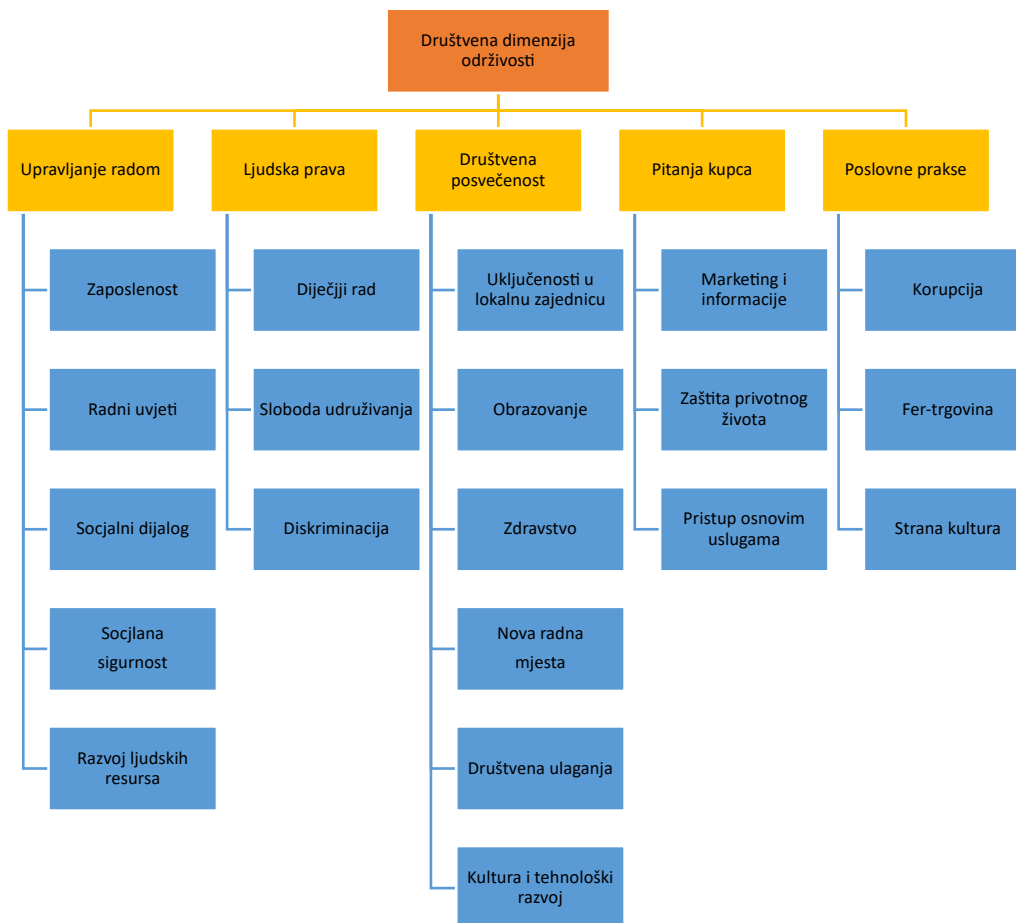 Društvena dimenzija
održivosti
Upravljanje radom
Zaposlenost
Radni uvjeti
Socjalni dijalog
Socjlana
sigurnost
Razvoj ljudskih
resursa
Ljudska prava
Diječjji rad
Sloboda udruživanja
Diskriminacija
Društvena
posvečenost
Uključenosti u
lokalnu zajednicu
Obrazovanje
Zdravstvo
Nova radna
mjesta
Društvena ulaganja
Kultura i tehnološki
razvoj
Pitanja kupca
Marketing i
informacije
Zaštita privotnog
života
Pristup osnovim
uslugama
Poslovne prakse
Korupcija
Fer-trgovina
Strana kultura